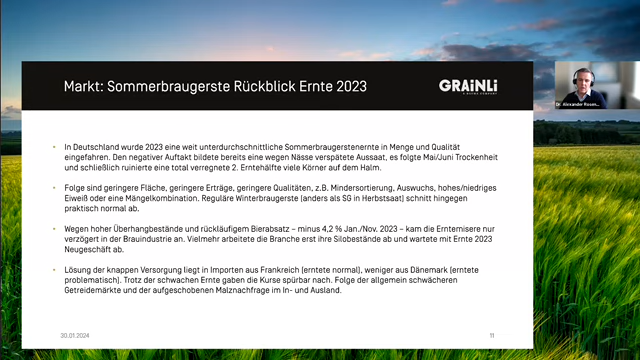 Markt: Sommerbraugerste Rückblick Ernte 2023
GRAiNLi
Dr. Alexander Rosen...
In Deutschland wurde 2023 eine weit unterdurchschnittliche Sommerbraugerstenernte in Menge und Qualität
eingefahren. Den negativer Auftakt bildete bereits eine wegen Nässe verspätete Aussaat, es folgte Mai/Juni Trockenheit
und schließlich risikierte eine total verregnete 2. Erntehälfte viele Körner auf dem Halm.
Folge sind geringere Fläche, geringere Erträge, geringere Qualitäten, z.B. Mindersortierung, Auswuchs, hohes/niedriges
Eiweiß oder eine Mängelkombination. Reguläre Winterbraugerste (anders als SG in Herbstsaat) schnitt hingegen
praktisch normal ab.
Wegen hoher Überhangbestände und rückläufigem Bierabsatz – minus 4,2 % Jan./Nov. 2023 – kam die Erntemisere nur
verzögert in der Brauindustrie an. Vielmehr arbeitete die Branche erst ihre Silobestände ab und wartete mit Ernte 2023
Neugeschäft ab.
Lösung der knappen Versorgung liegt in Importen aus Frankreich (erntete normal), weniger aus Dänemark (erntete
problematisch). Trotz der schwachen Ernte gaben die Kurse spürbar nach. Folge der allgemein schwächeren
Getreidemärkte und der aufgeschobenen Malznachfrage im In- und Ausland.
30.01.2024
11